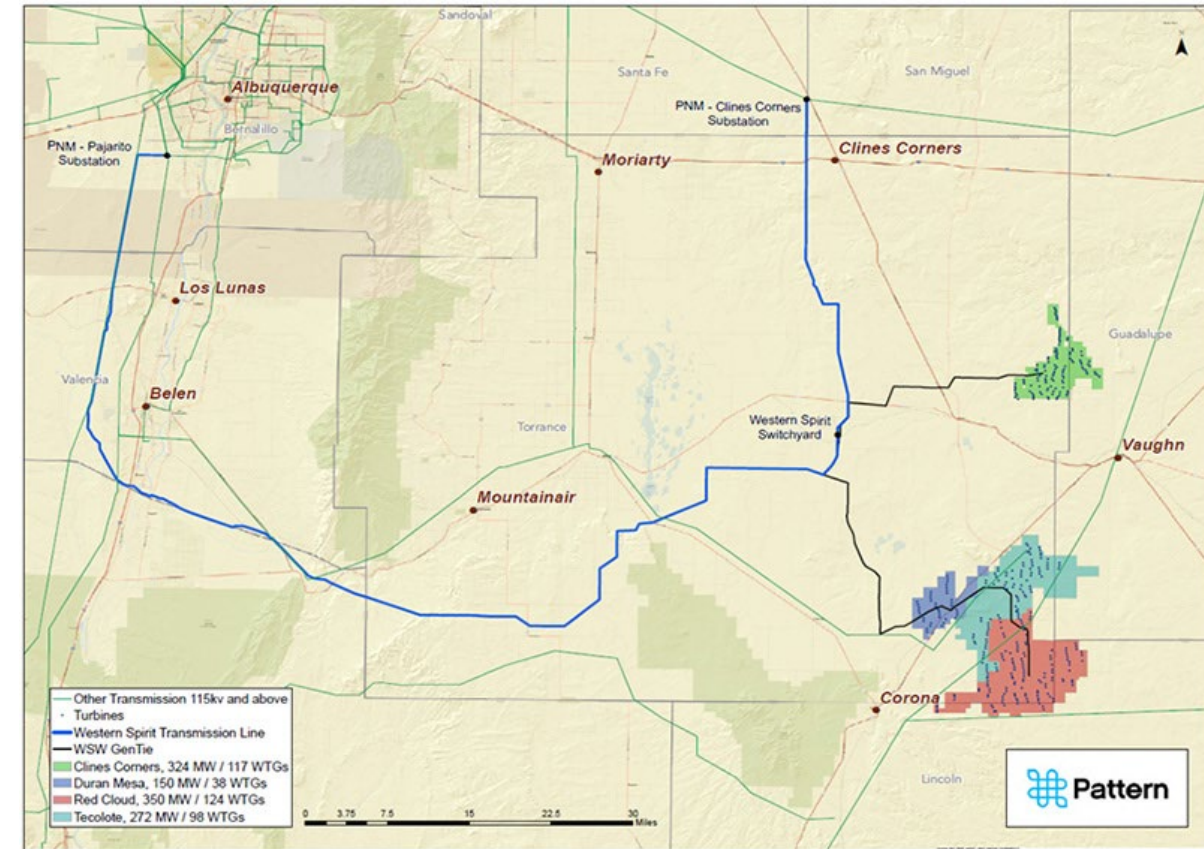 Sandoval
Santa Fe
San Miguel
Albuquerque
Bernalillo
PNM - Pajarito
Substation
PNM - Clines Corners
Substation
Clines Corners
Moriarty
Los Lunas
Guadalupe
Valencia
Belen
Torrance
Western Spirit
Switchyard
Vaughn
Mountainair
Corona
Lincoln
Other Transmission 115kv and above
Turbines
Western Spirit Transmission Line
WSW GenTie
Clines Corners, 324 MW / 117 WTGs
Duran Mesa, 150 MW / 38 WTGs
Red Cloud, 350 MW / 124 WTGs
Tecolote, 272 MW / 98 WTGs
0 3.75 7.5 15 22.5 30
Miles
Pattern